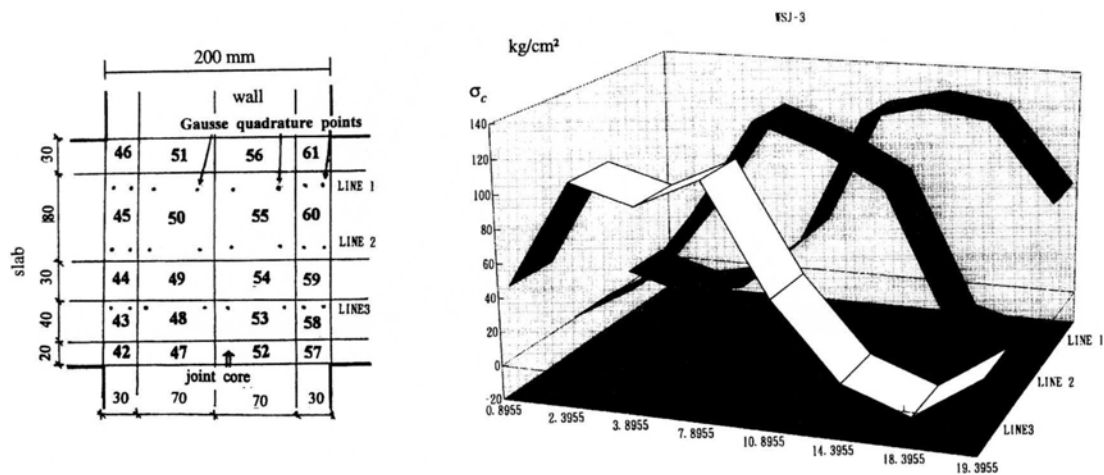 200 mm
wall
Gausse quadrature points
30
46 51 56 61
LINE 1
80
45 50 55 60
LINE 2
slab
30
44 49 54 59
LINE3
40
43 48 53 58
20
42 47 52 57
joint core
30 70 70 30
WSJ-3
kg/cm²
σc
140
120
100
80
60
40
20
0
-20
0.8955
2.3955
3.8955
7.8955
10.8955
14.3955
18.3955
19.3955
LINE 1
LINE 2
LINE3